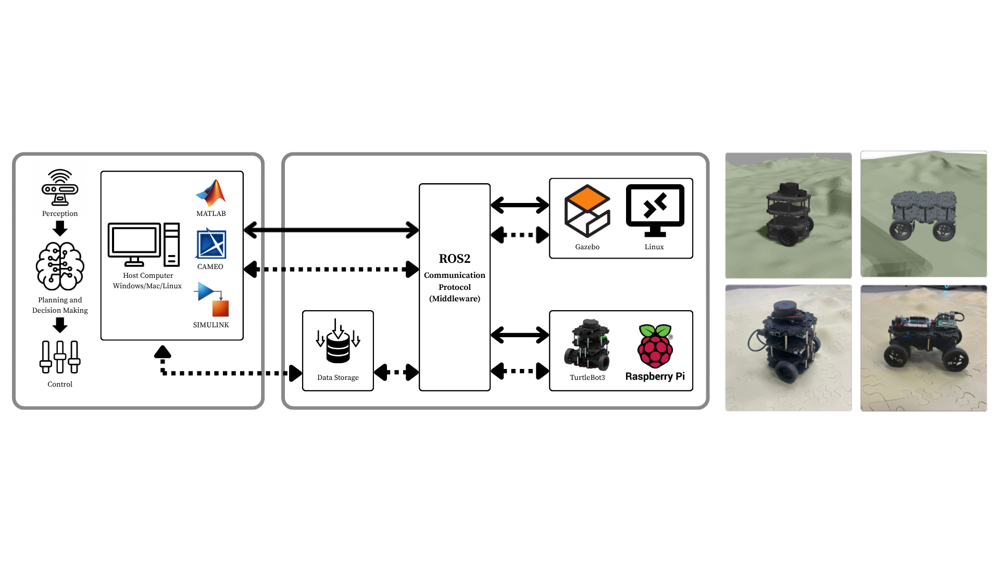 Perception
Planning and
Decision Making
Control
MATLAB
CAMEO
SIMULINK
Host Computer
Windows/Mac/Linux
Data Storage
ROS2
Communication
Protocol
(Middleware)
Gazebo
Linux
TurtleBot3
®
Raspberry Pi